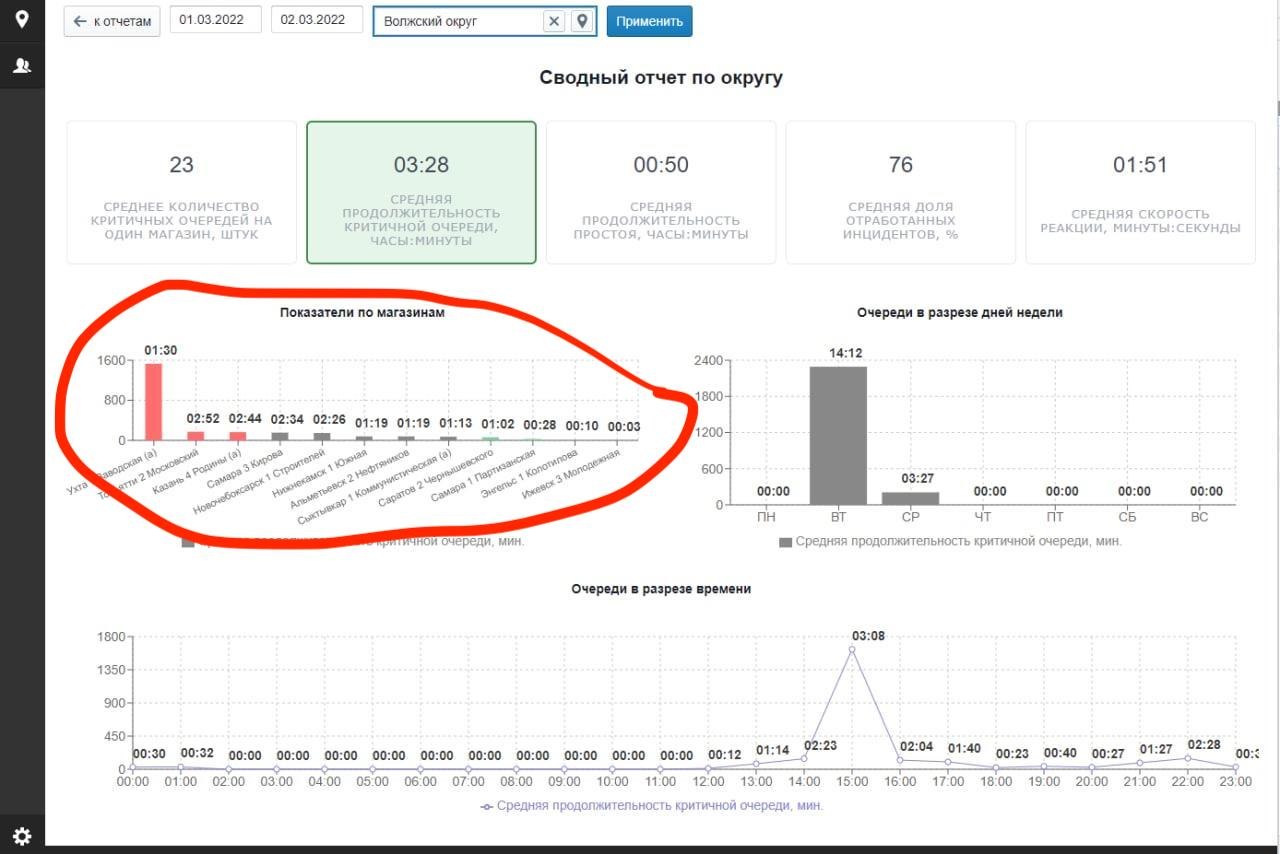 к отчетам
01.03.2022
02.03.2022
Волжский округ
Применить
Сводный отчет по округу
23
СРЕДНЕЕ КОЛИЧЕСТВО
КРИТИЧНЫХ ОЧЕРЕДЕЙ НА
ОДИН МАГАЗИН, ШТУК
03:28
СРЕДНЯЯ
ПРОДОЛЖИТЕЛЬНОСТЬ
КРИТИЧНОЙ ОЧЕРЕДИ,
ЧАСЫ:МИНУТЫ
00:50
СРЕДНЯЯ
ПРОДОЛЖИТЕЛЬНОСТЬ
ПРОСТОЯ, ЧАСЫ:МИНУТЫ
76
СРЕДНЯЯ ДОЛЯ
ОТРАБОТАННЫХ
ИНЦИДЕНТОВ, %
01:51
СРЕДНЯЯ СКОРОСТЬ
РЕАКЦИИ, МИНУТЫ:СЕКУНДЫ
Показатели по магазинам
1600
800
0
01:30
02:52
02:44
02:34
02:26
01:19
01:19
01:13
01:02
00:28
00:10
00:03
Ухта Заводская (а)
Тольятти 2 Московский
Казань 4 Родины (а)
Самара 3 Кирова
Новочебоксарск 1 Строителей
Нижнекамск 1 Южная
Альметьевск 2 Нефтяников
Сыктывкар 1 Коммунистическая (а)
Саратов 2 Чернышевского
Самара 1 Партизанская
Энгельс 1 Колотилова
Ижевск 3 Молодежная
критичной очереди, мин.
Очереди в разрезе дней недели
2400
1800
1200
600
0
00:00
14:12
03:27
00:00
00:00
00:00
00:00
ПН
ВТ
СР
ЧТ
ПТ
СБ
ВС
Средняя продолжительность критичной очереди, мин.
Очереди в разрезе времени
1800
1350
900
450
0
00:30
00:32
00:00
00:00
00:00
00:00
00:00
00:00
00:00
00:00
00:00
00:00
00:12
01:14
02:23
03:08
02:04
01:40
00:23
00:40
00:27
01:27
02:28
00:00
01:00
02:00
03:00
04:00
05:00
06:00
07:00
08:00
09:00
10:00
11:00
12:00
13:00
14:00
15:00
16:00
17:00
18:00
19:00
20:00
21:00
22:00
23:00
Средняя продолжительность критичной очереди, мин.